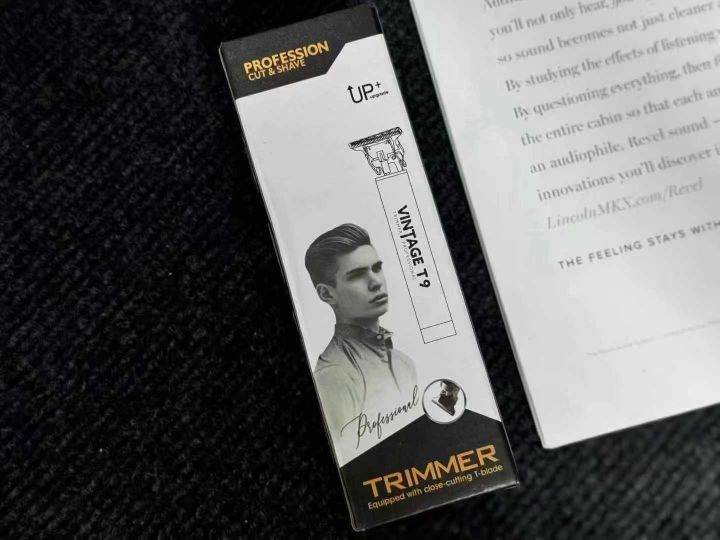 PROFESSION
CUT & SHAVE
UP+
upgrade
VINTAGE T9
Professional
TRIMMER
Equipped with close-cutting T-blade
you'll not only hear,
so sound becomes not just cleaner
By studying the effects of listening
By questioning everything, then
the entire cabin so that each
an audiophile. Revel sound
innovations you'll discover
LincolnMKX.com/Revel
THE FEELING STAYS WITH